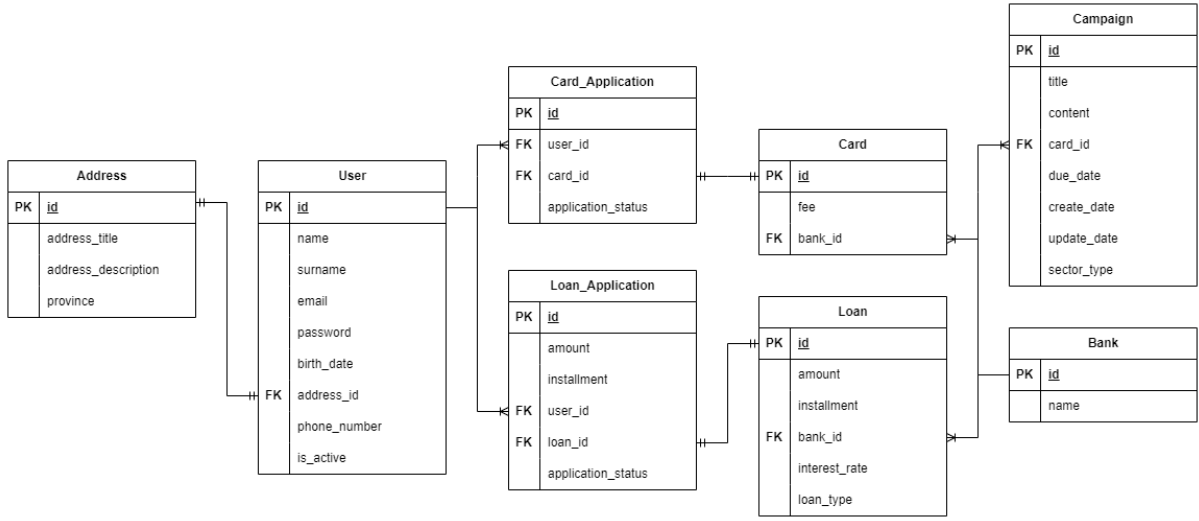 Address
PK id
address_title
address_description
province
User
PK id
name
surname
email
password
birth_date
FK address_id
phone_number
is_active
Card_Application
PK id
FK user_id
FK card_id
application_status
Loan_Application
PK id
amount
installment
FK user_id
FK loan_id
application_status
Card
PK id
fee
FK bank_id
Loan
PK id
amount
installment
FK bank_id
interest_rate
loan_type
Campaign
PK id
title
content
FK card_id
due_date
create_date
update_date
sector_type
Bank
PK id
name